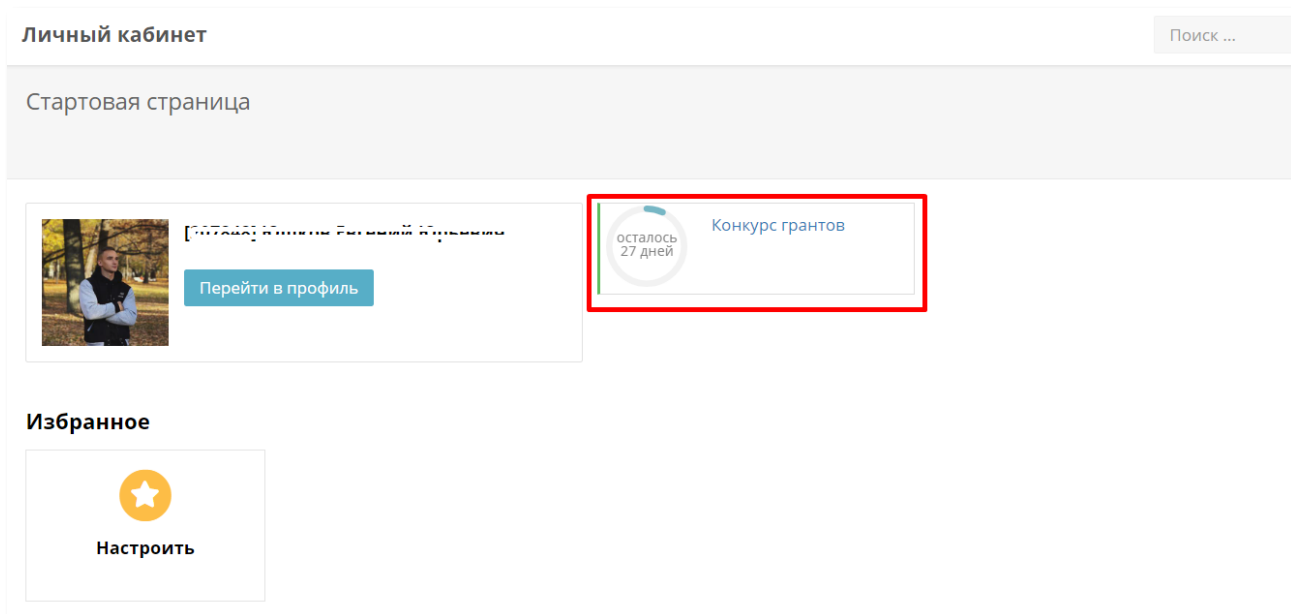 Личный кабинет
Поиск ...
Стартовая страница
Перейти в профиль
осталось
27 дней
Конкурс грантов
Избранное
Настроить